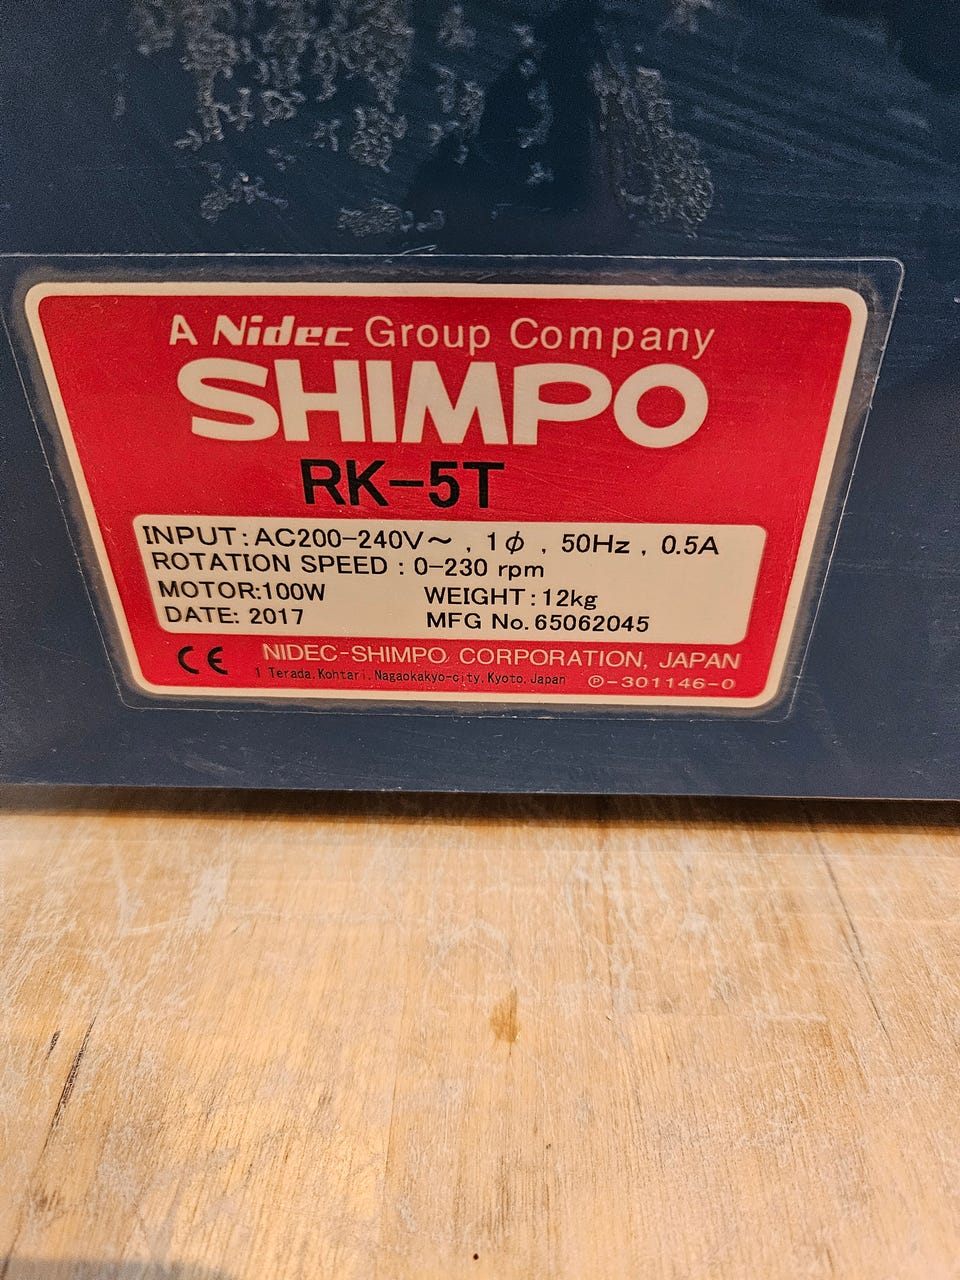 A Nidec Group Company
SHIMPO
RK-5T
INPUT:AC200-240V～ , 1φ , 50Hz , 0.5A
ROTATION SPEED : 0-230 rpm
MOTOR:100W WEIGHT:12kg
DATE: 2017 MFG No. 65062045
CE NIDEC-SHIMPO CORPORATION, JAPAN
1 Terada, Kohtari, Nagaokakyo-city, Kyoto, Japan ℗-301146-0